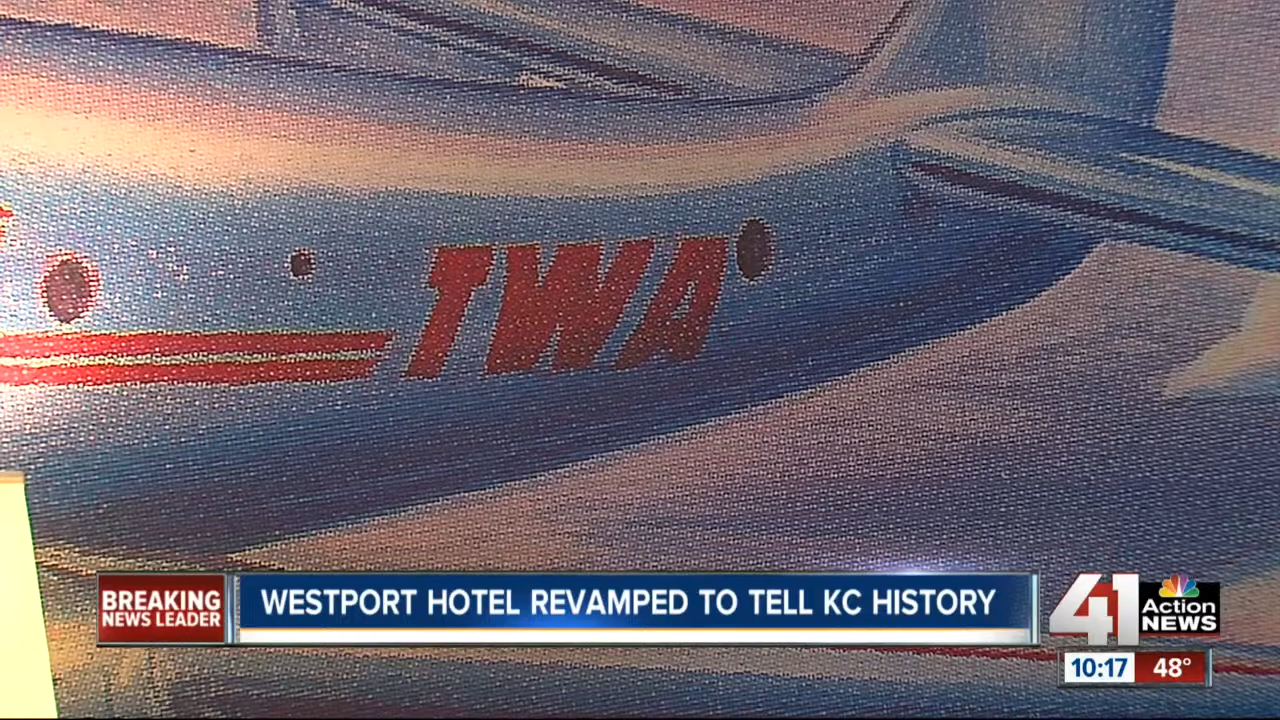 TWA
BREAKING
NEWS LEADER
WESTPORT HOTEL REVAMPED TO TELL KC HISTORY
41
Action
NEWS
10:17 48°